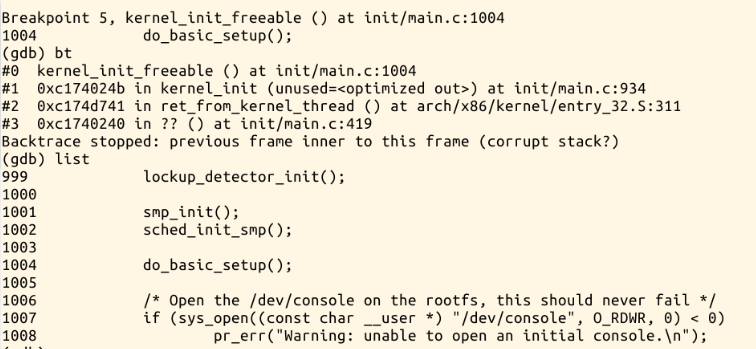 Breakpoint 5, kernel_init_freeable () at init/main.c:1004
1004            do_basic_setup();
(gdb) bt
#0  kernel_init_freeable () at init/main.c:1004
#1  0xc174024b in kernel_init (unused=<optimized out>) at init/main.c:934
#2  0xc174d741 in ret_from_kernel_thread () at arch/x86/kernel/entry_32.S:311
#3  0xc1740240 in ?? () at init/main.c:419
Backtrace stopped: previous frame inner to this frame (corrupt stack?)
(gdb) list
999             lockup_detector_init();
1000
1001            smp_init();
1002            sched_init_smp();
1003
1004            do_basic_setup();
1005
1006            /* Open the /dev/console on the rootfs, this should never fail */
1007            if (sys_open((const char __user *) "/dev/console", O_RDWR, 0) < 0)
1008                    pr_err("Warning: unable to open an initial console.\n");